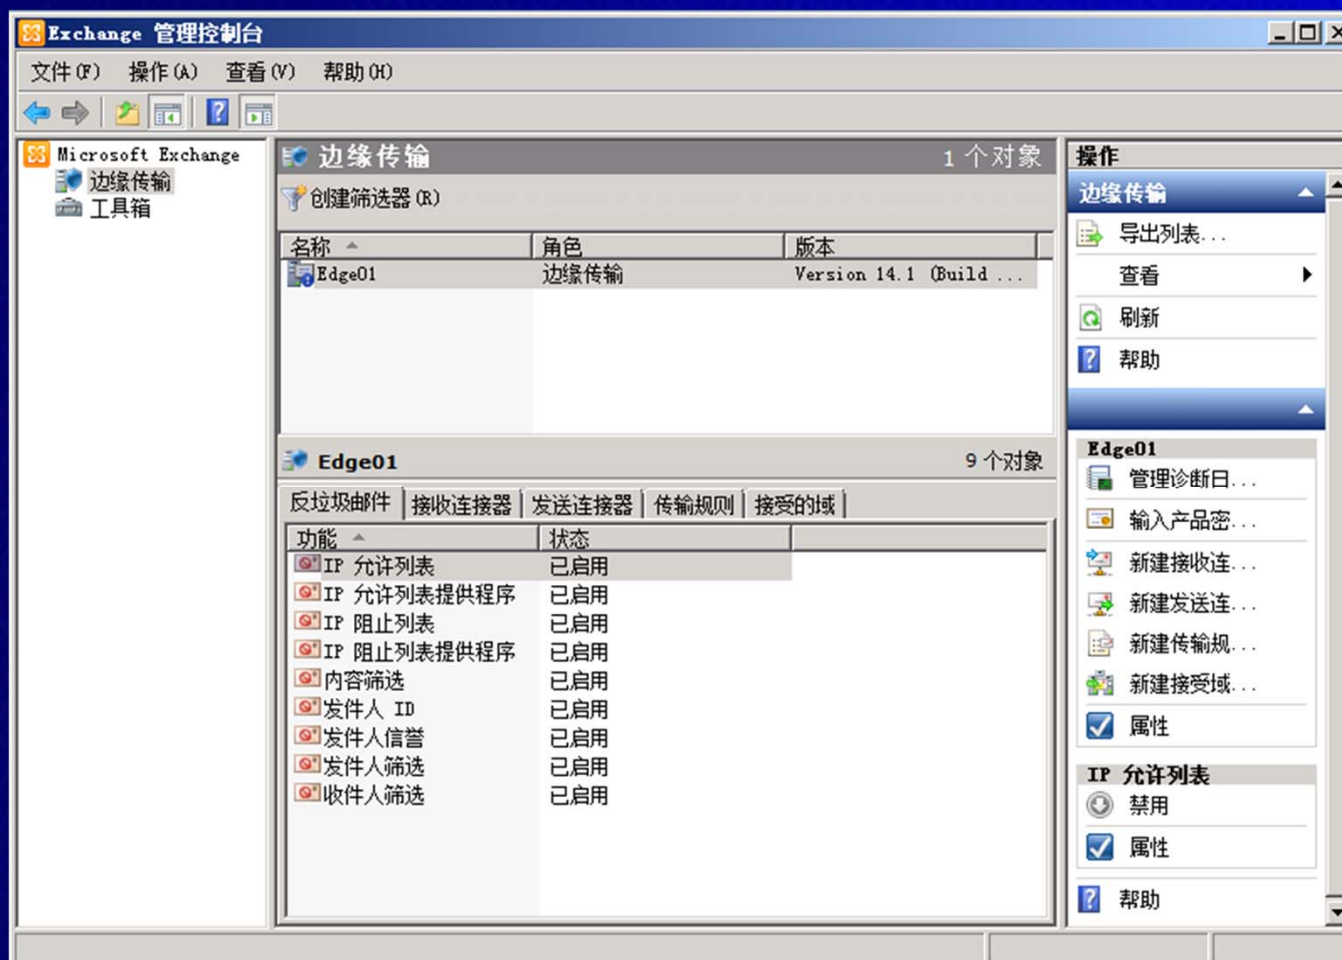 Exchange 管理控制台
文件(F) 操作(A) 查看(V) 帮助(H)
Microsoft Exchange
边缘传输
工具箱
边缘传输 1 个对象
创建筛选器(R)
名称 角色 版本
Edge01 边缘传输 Version 14.1 (Build ...
Edge01 9 个对象
反垃圾邮件 接收连接器 发送连接器 传输规则 接受的域
功能 状态
IP 允许列表 已启用
IP 允许列表提供程序 已启用
IP 阻止列表 已启用
IP 阻止列表提供程序 已启用
内容筛选 已启用
发件人 ID 已启用
发件人信誉 已启用
发件人筛选 已启用
收件人筛选 已启用
操作
边缘传输
导出列表...
查看
刷新
帮助
Edge01
管理诊断日...
输入产品密...
新建接收连...
新建发送连...
新建传输规...
新建接受域...
属性
IP 允许列表
禁用
属性
帮助